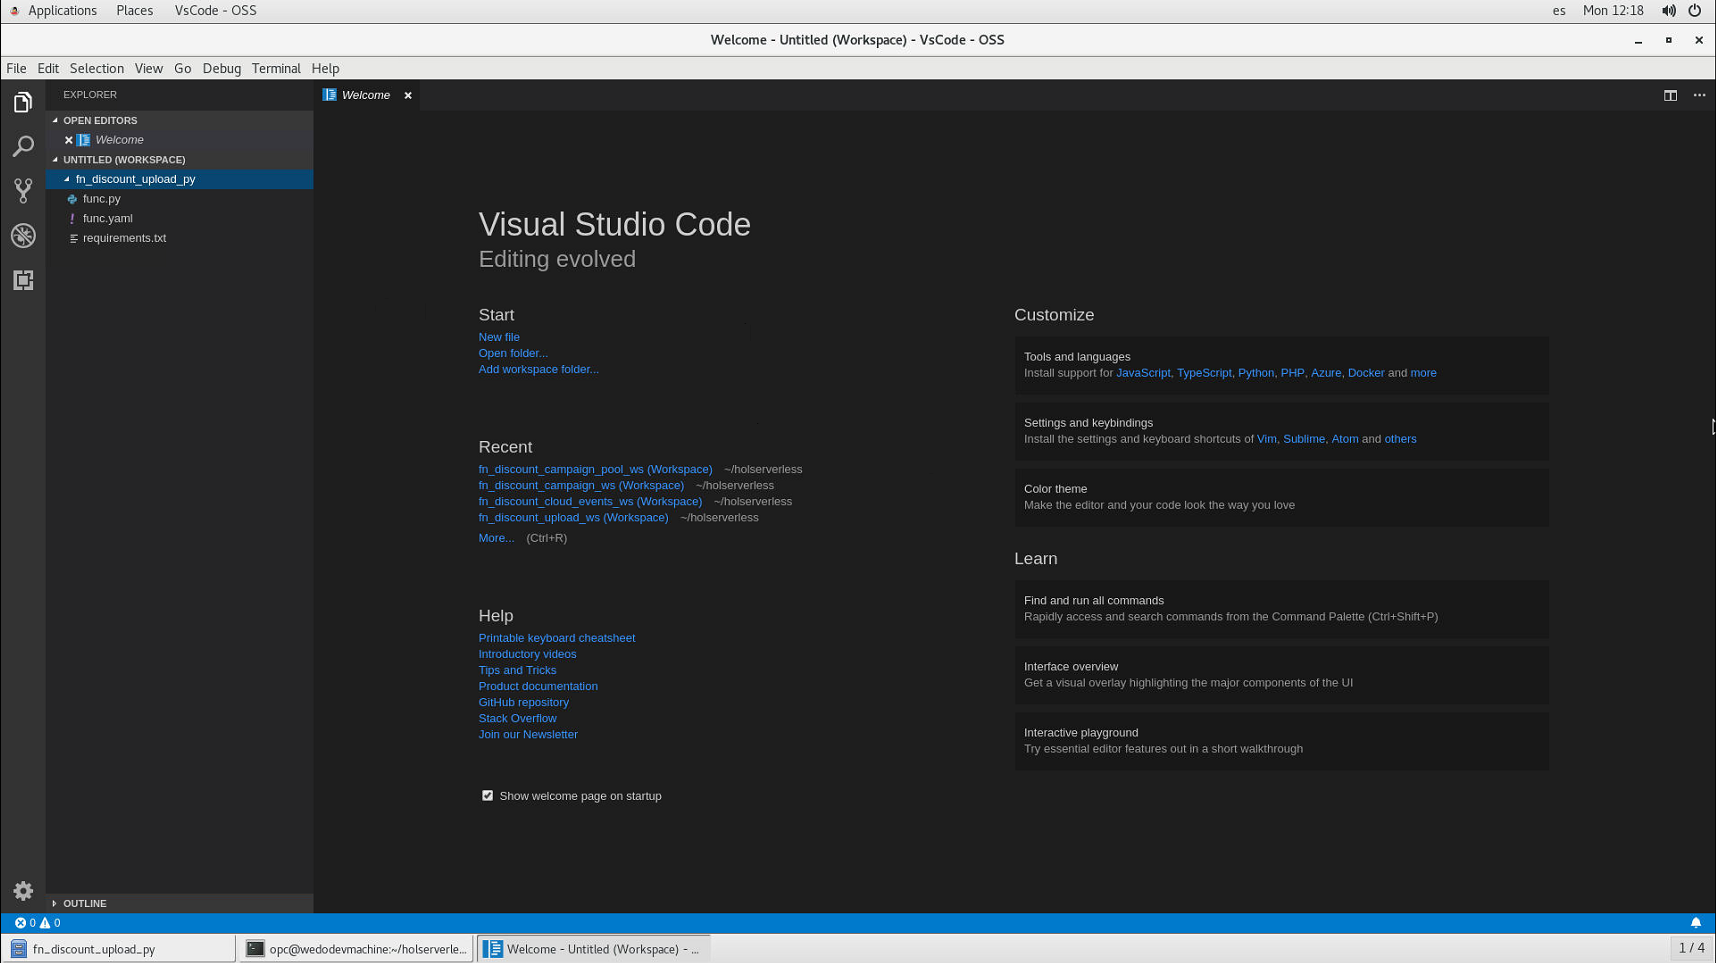 Applications Places VsCode - OSS es Mon 12:18
Welcome - Untitled (Workspace) - VsCode - OSS
File Edit Selection View Go Debug Terminal Help
EXPLORER
OPEN EDITORS
Welcome
UNTITLED (WORKSPACE)
fn_discount_upload_py
func.py
func.yaml
requirements.txt
OUTLINE
Welcome
Visual Studio Code
Editing evolved
Start
New file
Open folder...
Add workspace folder...
Recent
fn_discount_campaign_pool_ws (Workspace) ~/holserverless
fn_discount_campaign_ws (Workspace) ~/holserverless
fn_discount_cloud_events_ws (Workspace) ~/holserverless
fn_discount_upload_ws (Workspace) ~/holserverless
More... (Ctrl+R)
Help
Printable keyboard cheatsheet
Introductory videos
Tips and Tricks
Product documentation
GitHub repository
Stack Overflow
Join our Newsletter
Show welcome page on startup
Customize
Tools and languages
Install support for JavaScript, TypeScript, Python, PHP, Azure, Docker and more
Settings and keybindings
Install the settings and keyboard shortcuts of Vim, Sublime, Atom and others
Color theme
Make the editor and your code look the way you love
Learn
Find and run all commands
Rapidly access and search commands from the Command Palette (Ctrl+Shift+P)
Interface overview
Get a visual overlay highlighting the major components of the UI
Interactive playground
Try essential editor features out in a short walkthrough
0 0
fn_discount_upload_py opc@wedodevmachine:~/holserverle... Welcome - Untitled (Workspace) - ... 1 / 4